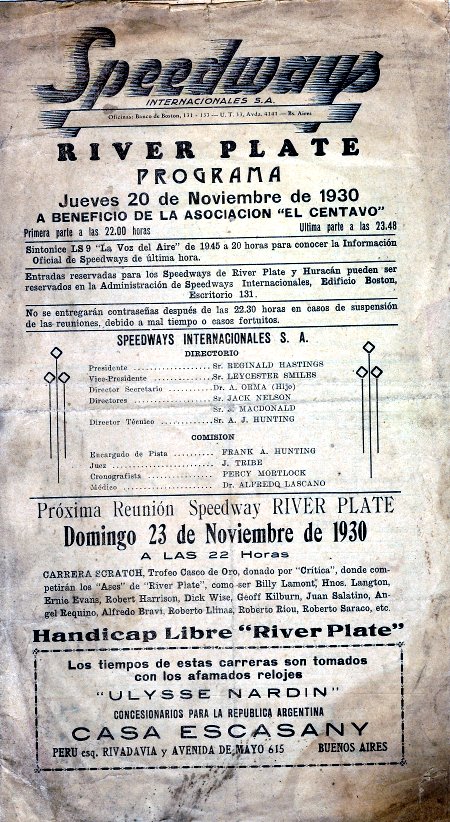 Speedways
INTERNACIONALES S.A.
Oficinas: Banco de Boston, 131 - 133 — U. T. 33, Avda. 4141 — Bs. Aires
RIVER PLATE
PROGRAMA
Jueves 20 de Noviembre de 1930
A BENEFICIO DE LA ASOCIACION "EL CENTAVO"
Primera parte a las 22.00 horas Ultima parte a las 23.48
Sintonice LS 9 "La Voz del Aire" de 1945 a 20 horas para conocer la Información
Oficial de Speedways de última hora.
Entradas reservadas para los Speedways de River Plate y Huracán pueden ser
reservados en la Administración de Speedways Internacionales, Edificio Boston,
Escritorio 131.
No se entregarán contraseñas después de las 22.30 horas en casos de suspensión
de las reuniones, debido a mal tiempo o casos fortuitos.
SPEEDWAYS INTERNACIONALES S. A.
DIRECTORIO
Presidente .................. Sr. REGINALD HASTINGS
Vice-Presidente .............. Sr. LEYCESTER SMILES
Director Secretario .......... Dr. A. ORMA (Hijo)
Directores .................. Sr. JACK NELSON
Sr. J. MACDONALD
Director Técnico ............. Sr. A. J. HUNTING
COMISION
Encargado de Pista .......... FRANK A. HUNTING
Juez ........................ J. TRIBE
Cronografista ............... PERCY MORTLOCK
Médico ...................... Dr. ALFREDO LASCANO
Próxima Reunión Speedway RIVER PLATE
Domingo 23 de Noviembre de 1930
A LAS 22 Horas
CARRERA SCRATCH, Trofeo Casco de Oro, donado por "Crítica", donde com-
petirán los "Ases" de "River Plate", como ser Billy Lamont, Hnos. Langton,
Ernie Evans, Robert Harrison, Dick Wise, Geoff Kilburn, Juan Salatino, An-
gel Requino, Alfredo Bravi, Roberto Llinas, Roberto Riou, Roberto Saraco, etc.
Handicap Libre "River Plate"
Los tiempos de estas carreras son tomados
con los afamados relojes
"ULYSSE NARDIN"
CONCESIONARIOS PARA LA REPUBLICA ARGENTINA
CASA ESCASANY
PERU esq. RIVADAVIA y AVENIDA DE MAYO 615 BUENOS AIRES